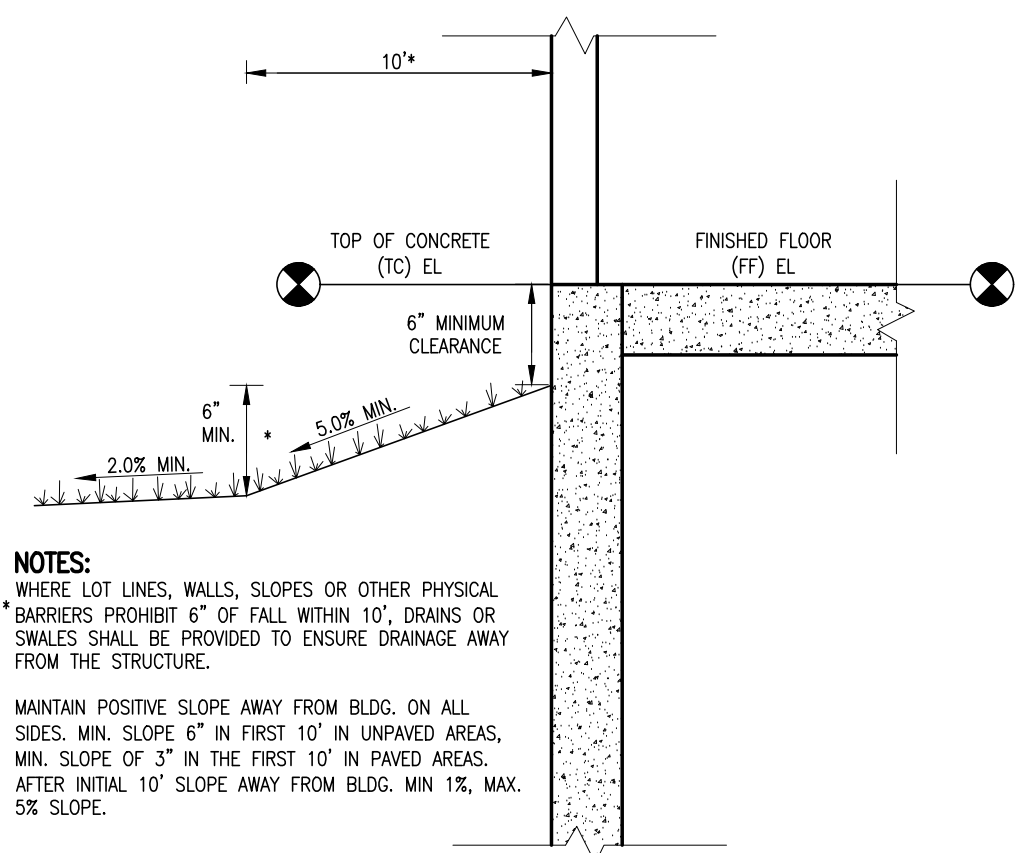 10'*
TOP OF CONCRETE
(TC) EL
FINISHED FLOOR
(FF) EL
6" MINIMUM
CLEARANCE
6"
MIN. *
5.0% MIN.
2.0% MIN.
NOTES:
WHERE LOT LINES, WALLS, SLOPES OR OTHER PHYSICAL
* BARRIERS PROHIBIT 6" OF FALL WITHIN 10', DRAINS OR
SWALES SHALL BE PROVIDED TO ENSURE DRAINAGE AWAY
FROM THE STRUCTURE.
MAINTAIN POSITIVE SLOPE AWAY FROM BLDG. ON ALL
SIDES. MIN. SLOPE 6" IN FIRST 10' IN UNPAVED AREAS,
MIN. SLOPE OF 3" IN THE FIRST 10' IN PAVED AREAS.
AFTER INITIAL 10' SLOPE AWAY FROM BLDG. MIN 1%, MAX.
5% SLOPE.